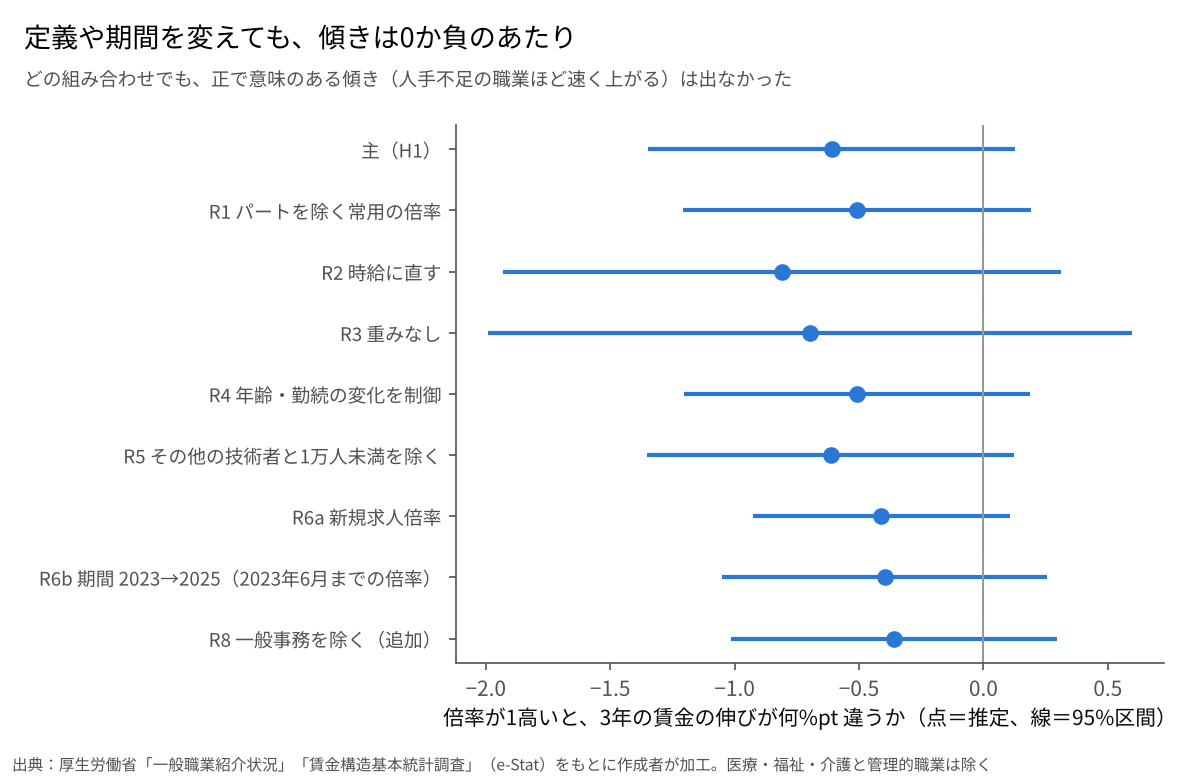 定義や期間を変えても、傾きは0か負のあたり
どの組み合わせでも、正で意味のある傾き（人手不足の職業ほど速く上がる）は出なかった
主（H1）
R1 パートを除く常用の倍率
R2 時給に直す
R3 重みなし
R4 年齢・勤続の変化を制御
R5 その他の技術者と1万人未満を除く
R6a 新規求人倍率
R6b 期間 2023→2025（2023年6月までの倍率）
R8 一般事務を除く（追加）
−2.0 −1.5 −1.0 −0.5 0.0 0.5
倍率が1高いと、3年の賃金の伸びが何%pt 違うか（点＝推定、線＝95%区間）
出典：厚生労働省「一般職業紹介状況」「賃金構造基本統計調査」（e-Stat）をもとに作成者が加工。医療・福祉・介護と管理的職業は除く